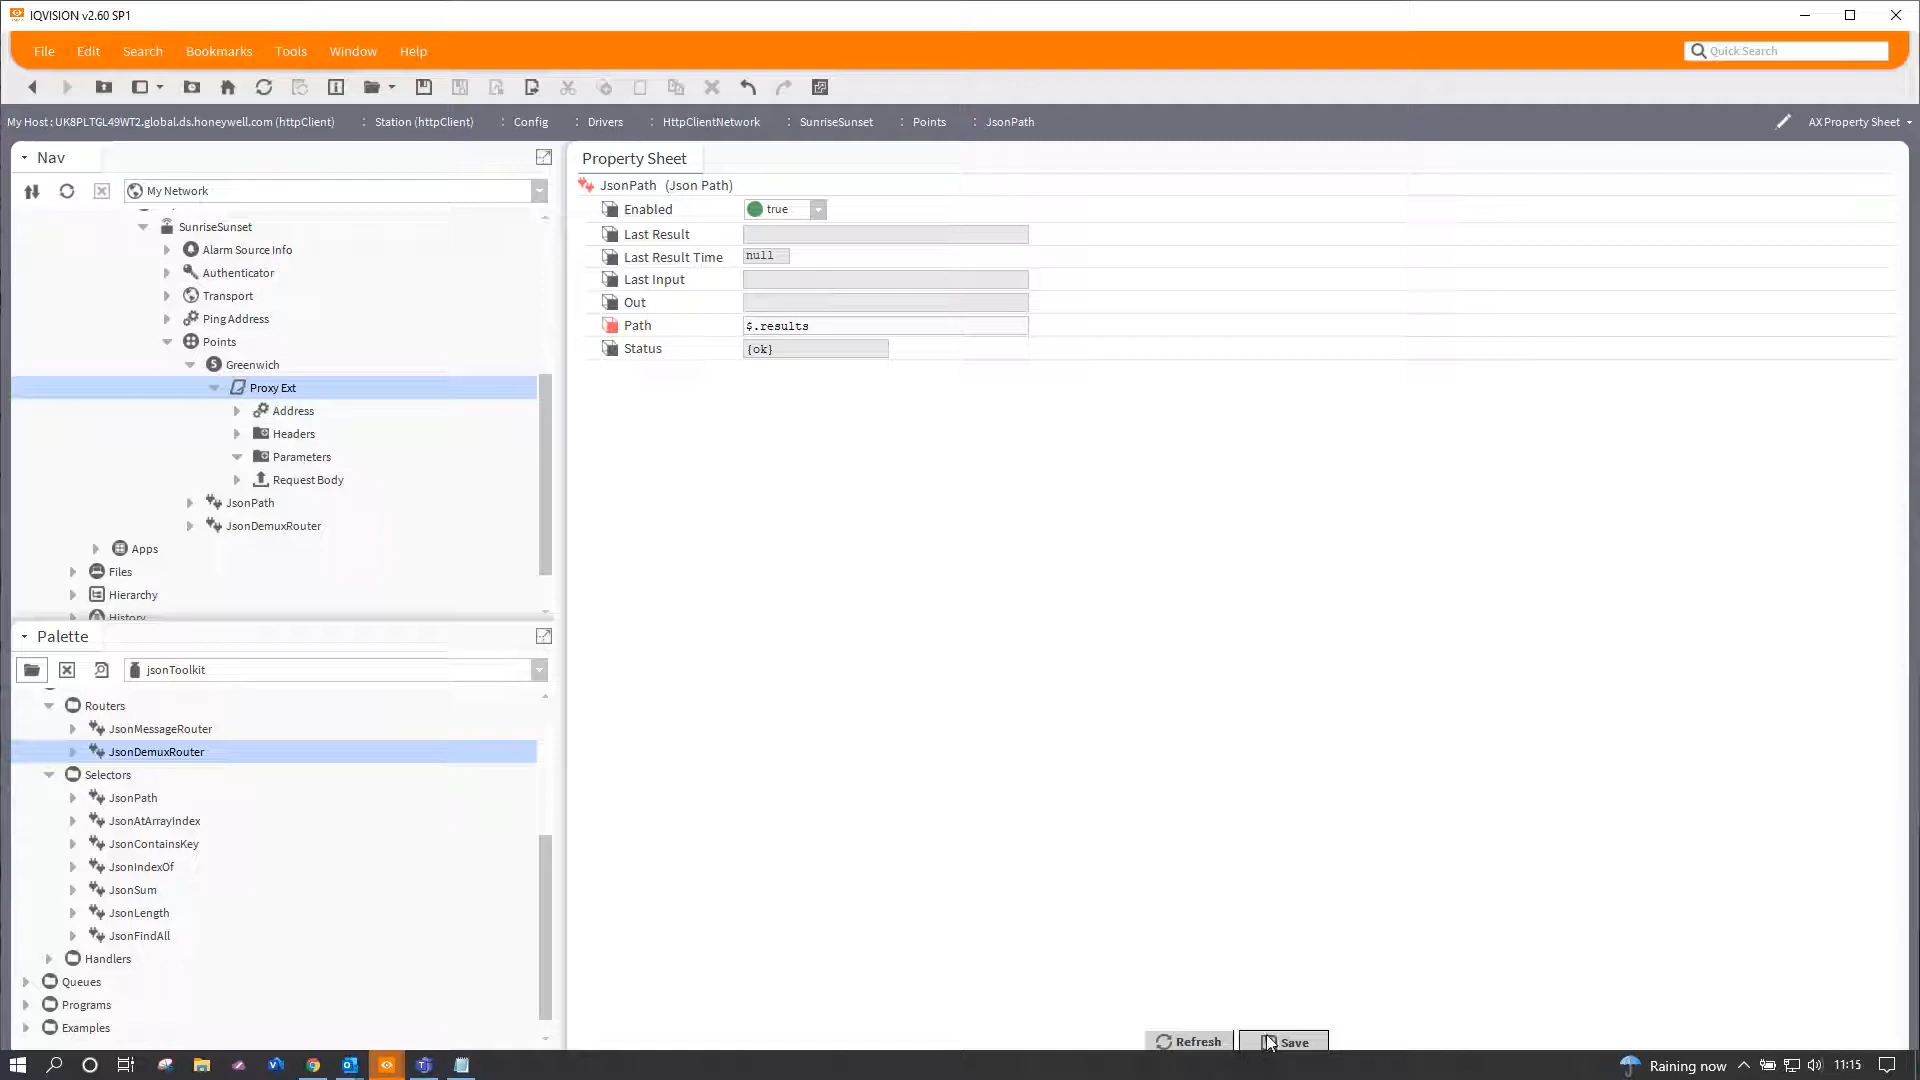 IQVISION v2.60 SP1
File Edit Search Bookmarks Tools Window Help
Quick Search
My Host : UK8PLTGL49WT2.global.ds.honeywell.com (httpClient) : Station (httpClient) : Config : Drivers : HttpClientNetwork : SunriseSunset : Points : JsonPath
AX Property Sheet
Nav
My Network
SunriseSunset
Alarm Source Info
Authenticator
Transport
Ping Address
Points
Greenwich
Proxy Ext
Address
Headers
Parameters
Request Body
JsonPath
JsonDemuxRouter
Apps
Files
Hierarchy
History
Palette
jsonToolkit
Routers
JsonMessageRouter
JsonDemuxRouter
Selectors
JsonPath
JsonAtArrayIndex
JsonContainsKey
JsonIndexOf
JsonSum
JsonLength
JsonFindAll
Handlers
Queues
Programs
Examples
Property Sheet
JsonPath (Json Path)
Enabled true
Last Result
Last Result Time null
Last Input
Out
Path $.results
Status {ok}
Refresh Save
Raining now 11:15